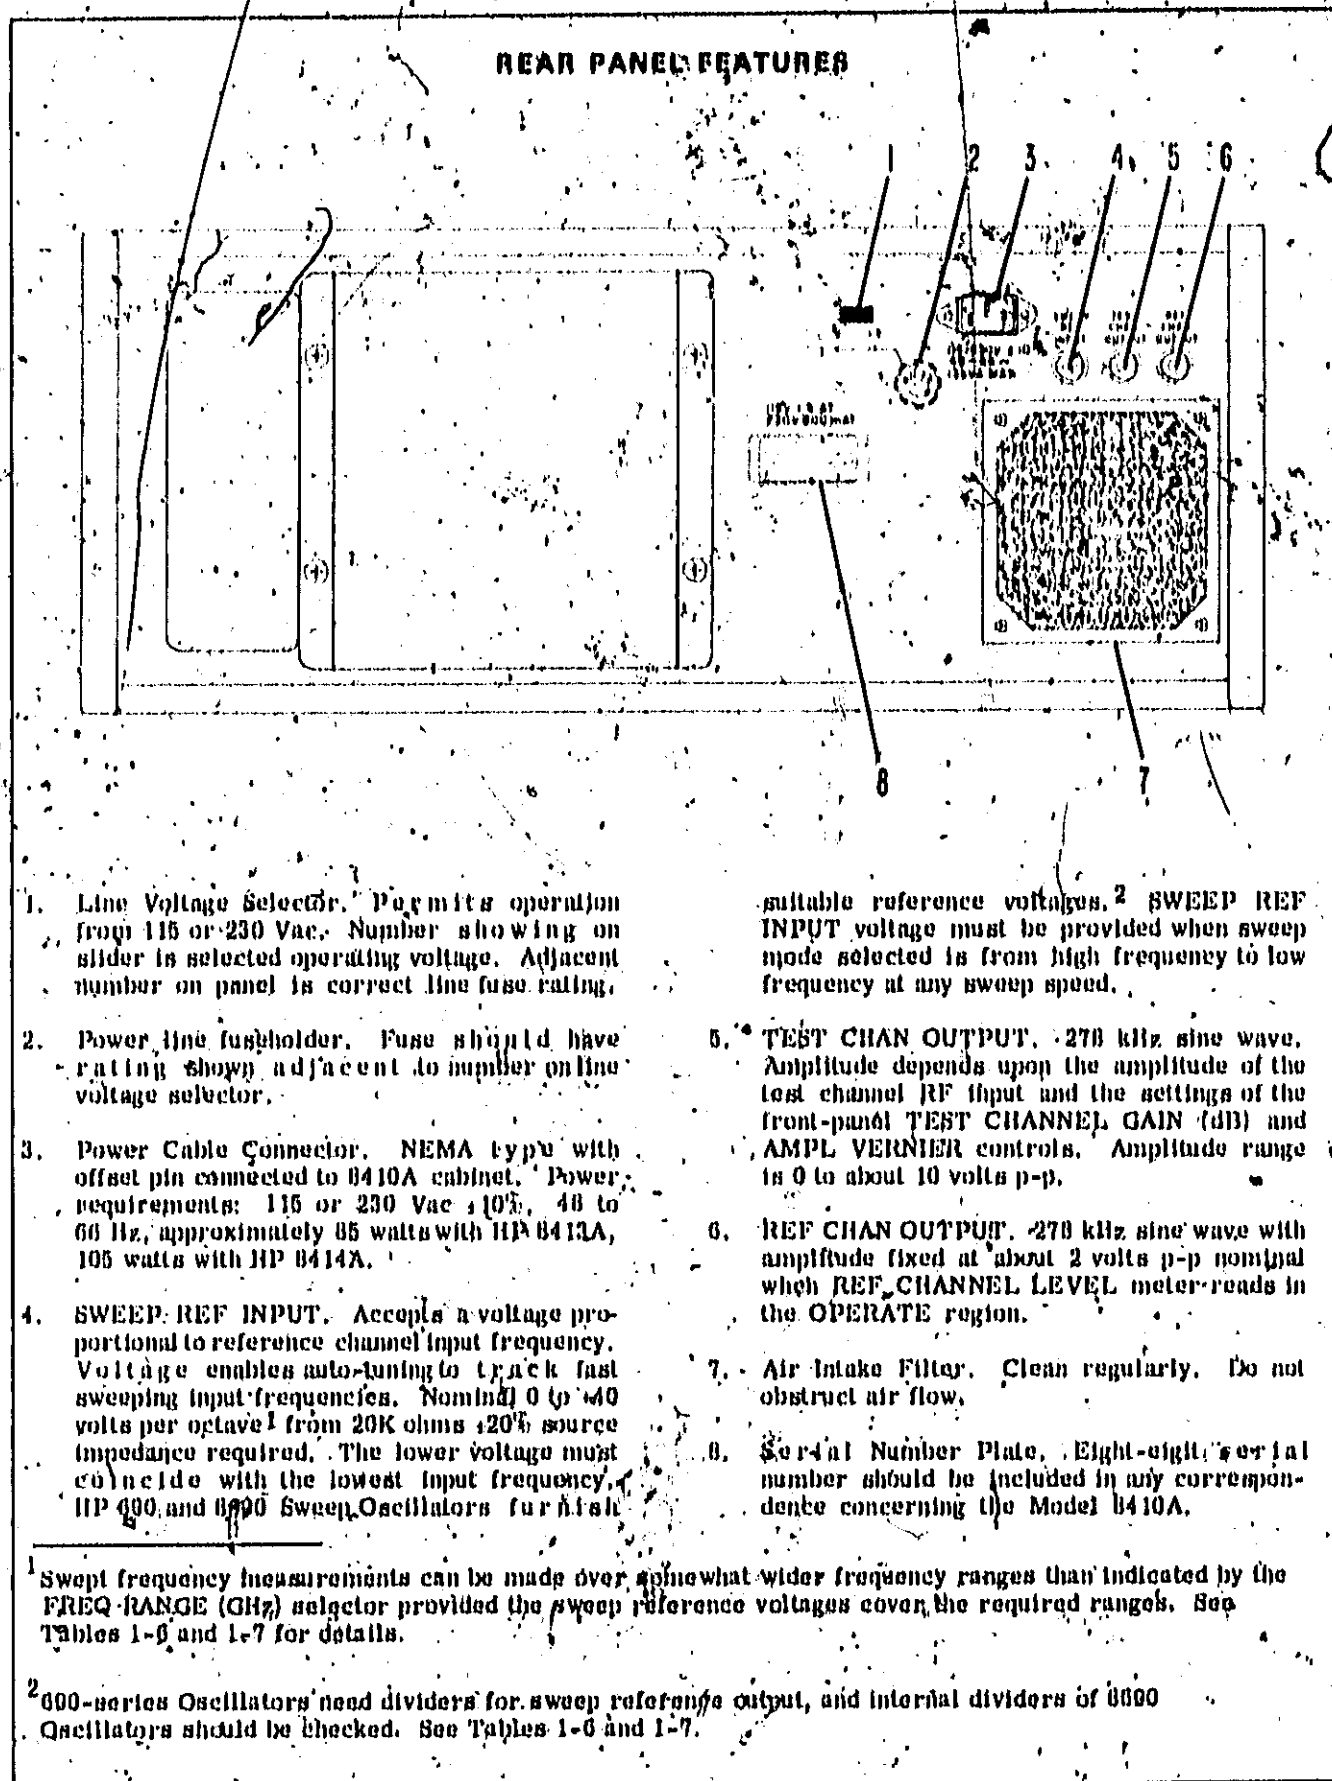 REAR PANEL FEATURES
1 2 3 4 5 6
8 7
1. Line Voltage Selector. Permits operation
from 115 or 230 Vac. Number showing on
slider is selected operating voltage. Adjacent
number on panel is correct line fuse rating.
2. Power line fuseholder. Fuse should have
rating shown adjacent to number on line
voltage selector.
3. Power Cable Connector. NEMA type with
offset pin connected to 8410A cabinet. Power
requirements: 115 or 230 Vac ±10%, 48 to
66 Hz, approximately 85 watts with HP 8413A,
105 watts with HP 8414A.
4. SWEEP REF INPUT. Accepts a voltage pro-
portional to reference channel input frequency.
Voltage enables auto-tuning to track fast
sweeping input frequencies. Nominal 0 to +40
volts per octave1 from 20K ohms ±20% source
impedance required. The lower voltage must
coincide with the lowest input frequency.
HP 690 and 8690 Sweep Oscillators furnish
suitable reference voltages.2 SWEEP REF
INPUT voltage must be provided when sweep
mode selected is from high frequency to low
frequency at any sweep speed.
5. TEST CHAN OUTPUT. 278 kHz sine wave.
Amplitude depends upon the amplitude of the
test channel RF input and the settings of the
front-panel TEST CHANNEL GAIN (dB) and
AMPL VERNIER controls. Amplitude range
is 0 to about 10 volts p-p.
6. REF CHAN OUTPUT. 278 kHz sine wave with
amplitude fixed at about 2 volts p-p nominal
when REF CHANNEL LEVEL meter reads in
the OPERATE region.
7. Air Intake Filter. Clean regularly. Do not
obstruct air flow.
8. Serial Number Plate. Eight-digit serial
number should be included in any correspon-
dence concerning the Model 8410A.
1 Swept frequency measurements can be made over somewhat wider frequency ranges than indicated by the
FREQ RANGE (GHz) selector provided the sweep reference voltages cover the required ranges. See
Tables 1-6 and 1-7 for details.
2 690-series Oscillators need dividers for sweep reference output, and internal dividers of 8690
Oscillators should be checked. See Tables 1-6 and 1-7.